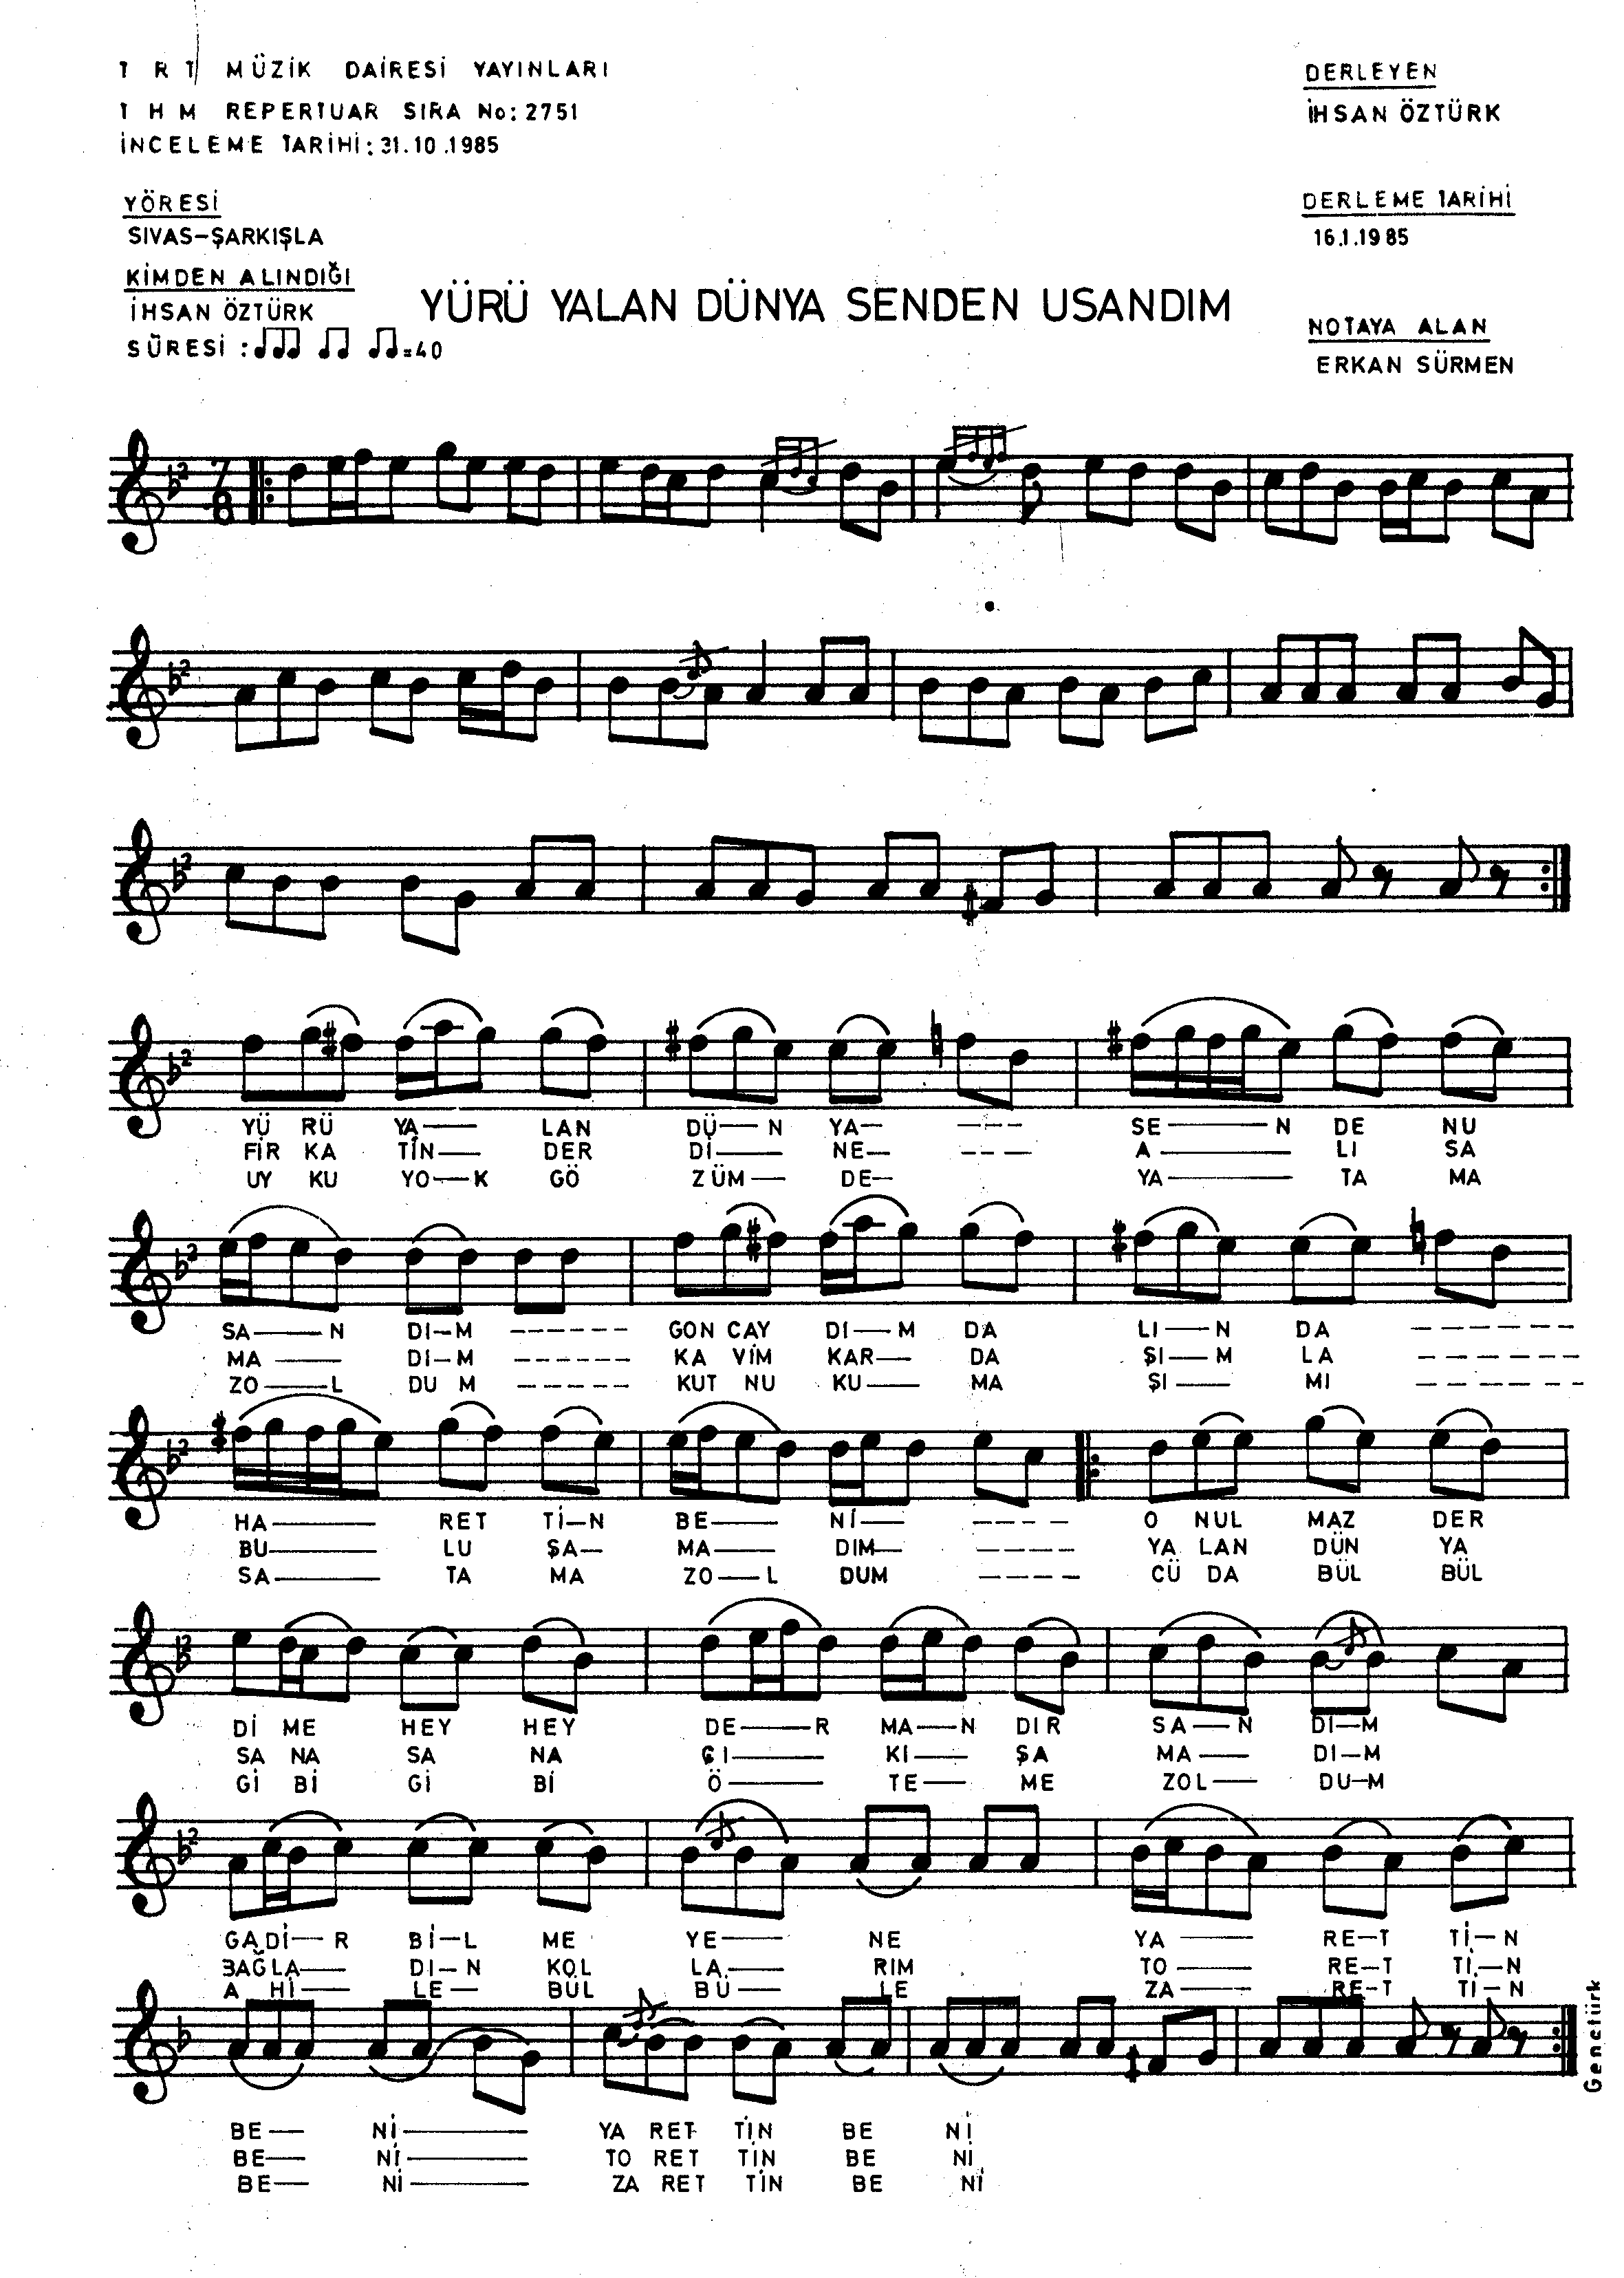 T R T MÜZİK DAİRESİ YAYINLARI
T H M REPERTUAR SIRA No: 2751
İNCELEME TARİHİ: 31.10.1985
DERLEYEN
İHSAN ÖZTÜRK
YÖRESİ
SIVAS-ŞARKIŞLA
DERLEME TARİHİ
16.1.1985
KİMDEN ALINDIĞI
İHSAN ÖZTÜRK
YÜRÜ YALAN DÜNYA SENDEN USANDIM
SÜRESİ : =40
NOTAYA ALAN
ERKAN SÜRMEN
7
8
YÜ RÜ YA— LAN DÜ—N YA— --- SE———N DE NU
FİR KA TİN— DER Dİ— NE— --- A——— LI SA
UY KU YO—K GÖ ZÜM— DE— YA——— TA MA
SA——N DI—M ------ GON CAY DI—M DA LI—N DA ------
MA —— DI—M ------ KA VİM KAR— DA ŞI—M LA ------
ZO——L DU M ------ KUT NU KU— MA ŞI— MI ------
HA——— RET Tİ—N BE—— Nİ— ---- O NUL MAZ DER
BU——— LU ŞA— MA—— DIM— ---- YA LAN DÜN YA
SA——— TA MA ZO—L DUM ---- CÜ DA BÜL BÜL
Dİ ME HEY HEY DE——R MA—N DIR SA—N DI—M
SA NA SA NA ÇI—— KI— ŞA MA— DI—M
Gİ Bİ Gİ Bİ Ö—— TE— ME ZOL— DU—M
GA Dİ—R Bİ—L ME YE— NE YA —— RE—T Tİ—N
BAĞLA— DI—N KOL LA— RIM TO —— RE—T Tİ—N
A Hİ— LE— BÜL BÜ— LE ZA —— RE—T Tİ—N
BE— Nİ——— YA RET TİN BE Nİ
BE— Nİ——— TO RET TİN BE Nİ
BE— Nİ——— ZA RET TİN BE Nİ
Genctürk